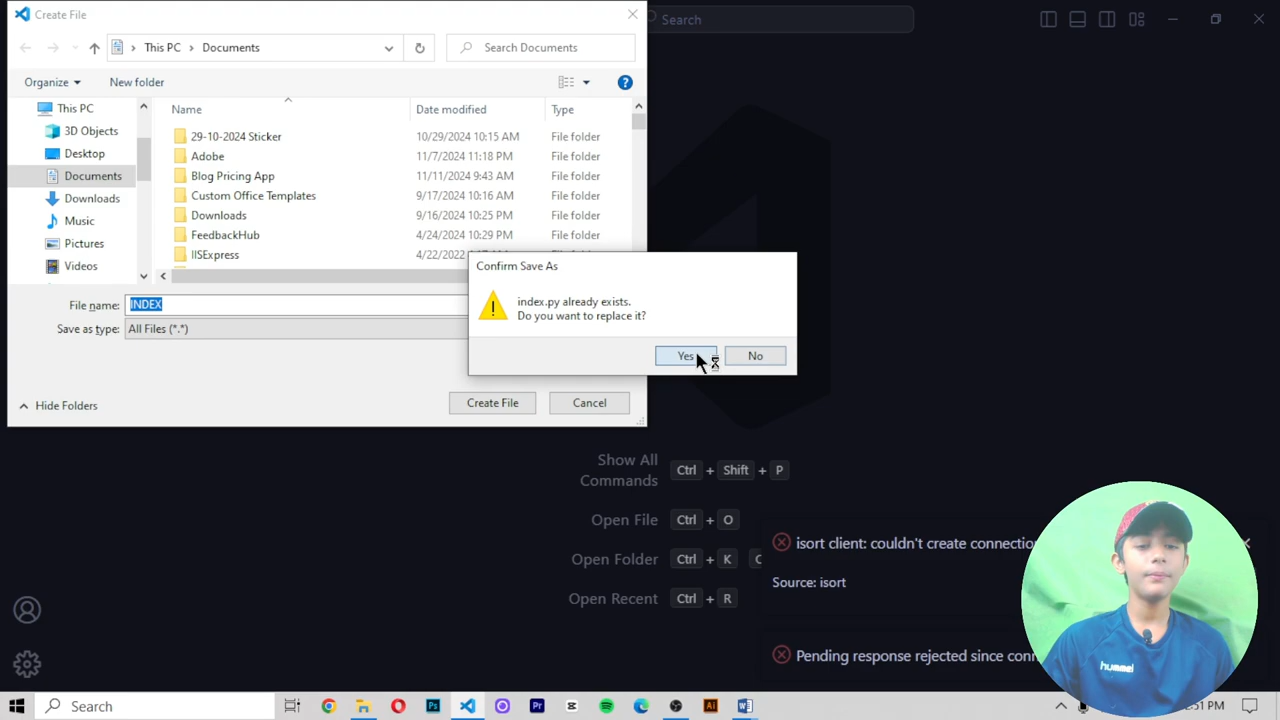 Create File
Search
This PC > Documents
Search Documents
Organize
New folder
This PC
3D Objects
Desktop
Documents
Downloads
Music
Pictures
Videos
Name Date modified Type
29-10-2024 Sticker 10/29/2024 10:15 AM File folder
Adobe 11/7/2024 11:18 PM File folder
Blog Pricing App 11/11/2024 9:43 AM File folder
Custom Office Templates 9/17/2024 10:16 AM File folder
Downloads 9/16/2024 10:25 PM File folder
FeedbackHub 4/24/2024 10:29 PM File folder
IISExpress 4/22/2022 File folder
Confirm Save As
index.py already exists.
Do you want to replace it?
Yes No
File name: INDEX
Save as type: All Files (*.*)
Hide Folders
Create File
Cancel
Show All Commands Ctrl + Shift + P
Open File Ctrl + O
Open Folder Ctrl + K
Open Recent Ctrl + R
isort client: couldn't create
Source: isort
Pending response rejected since
hummel
Search
:51 PM